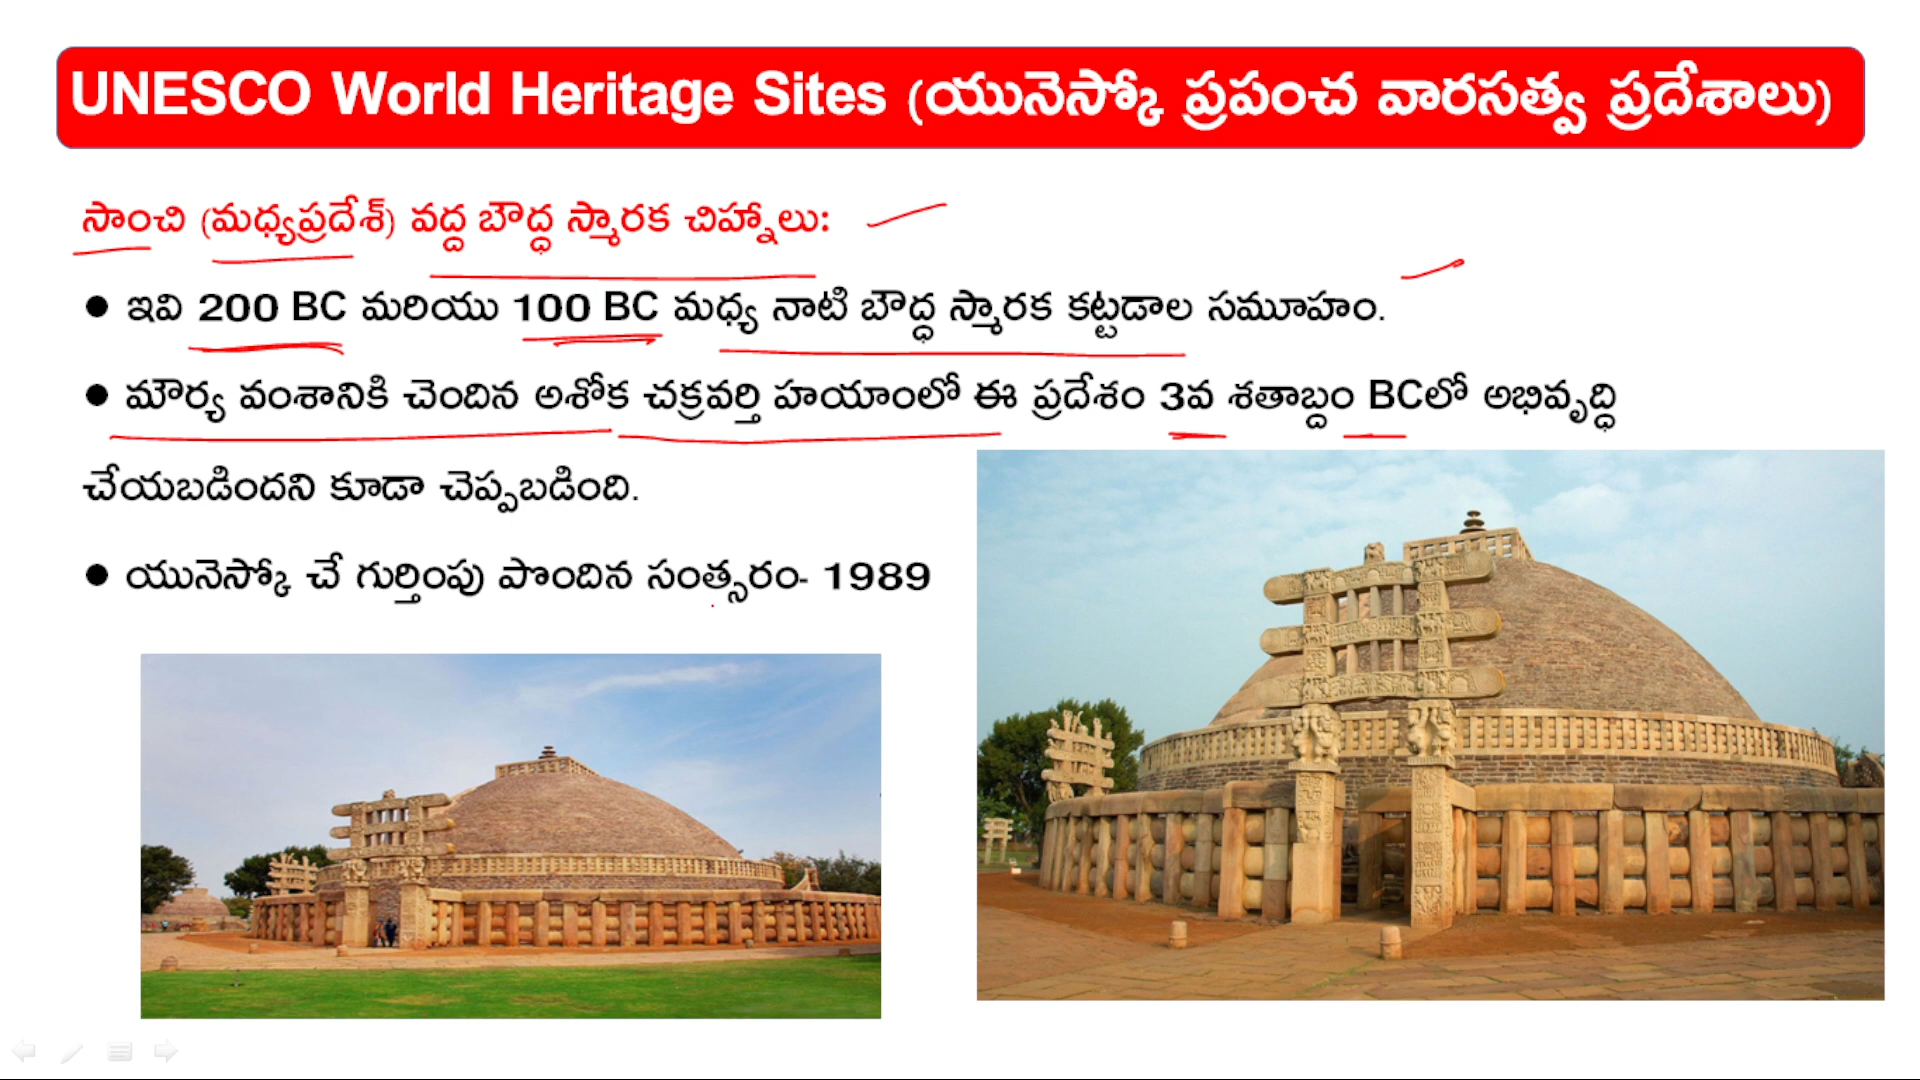 UNESCO World Heritage Sites (యునెస్కో ప్రపంచ వారసత్వ ప్రదేశాలు)
సాంచి (మధ్యప్రదేశ్) వద్ద బౌద్ధ స్మారక చిహ్నాలు:
● ఇవి 200 BC మరియు 100 BC మధ్య నాటి బౌద్ధ స్మారక కట్టడాల సమూహం.
● మౌర్య వంశానికి చెందిన అశోక చక్రవర్తి హయాంలో ఈ ప్రదేశం 3వ శతాబ్దం BCలో అభివృద్ధి
చేయబడిందని కూడా చెప్పబడింది.
● యునెస్కో చే గుర్తింపు పొందిన సంత్సరం- 1989